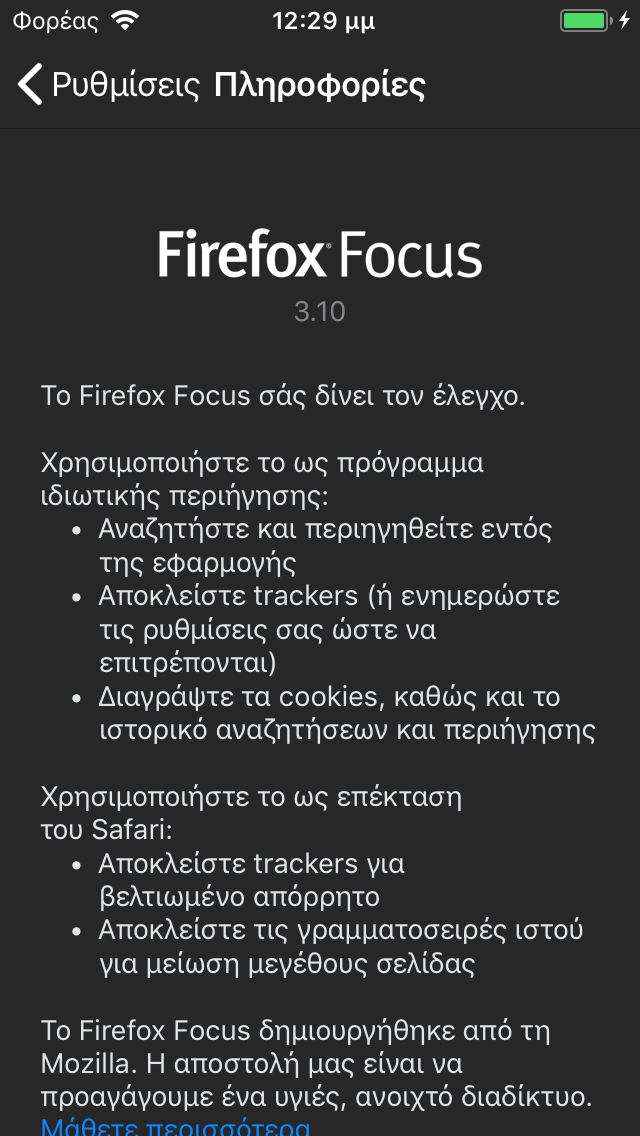 Φορέας 12:29 μμ
Ρυθμίσεις Πληροφορίες
Firefox Focus
3.10
Το Firefox Focus σάς δίνει τον έλεγχο.
Χρησιμοποιήστε το ως πρόγραμμα
ιδιωτικής περιήγησης:
• Αναζητήστε και περιηγηθείτε εντός
της εφαρμογής
• Αποκλείστε trackers (ή ενημερώστε
τις ρυθμίσεις σας ώστε να
επιτρέπονται)
• Διαγράψτε τα cookies, καθώς και το
ιστορικό αναζητήσεων και περιήγησης
Χρησιμοποιήστε το ως επέκταση
του Safari:
• Αποκλείστε trackers για
βελτιωμένο απόρρητο
• Αποκλείστε τις γραμματοσειρές ιστού
για μείωση μεγέθους σελίδας
Το Firefox Focus δημιουργήθηκε από τη
Mozilla. Η αποστολή μας είναι να
προαγάγουμε ένα υγιές, ανοιχτό διαδίκτυο.
Μάθετε περισσότερα